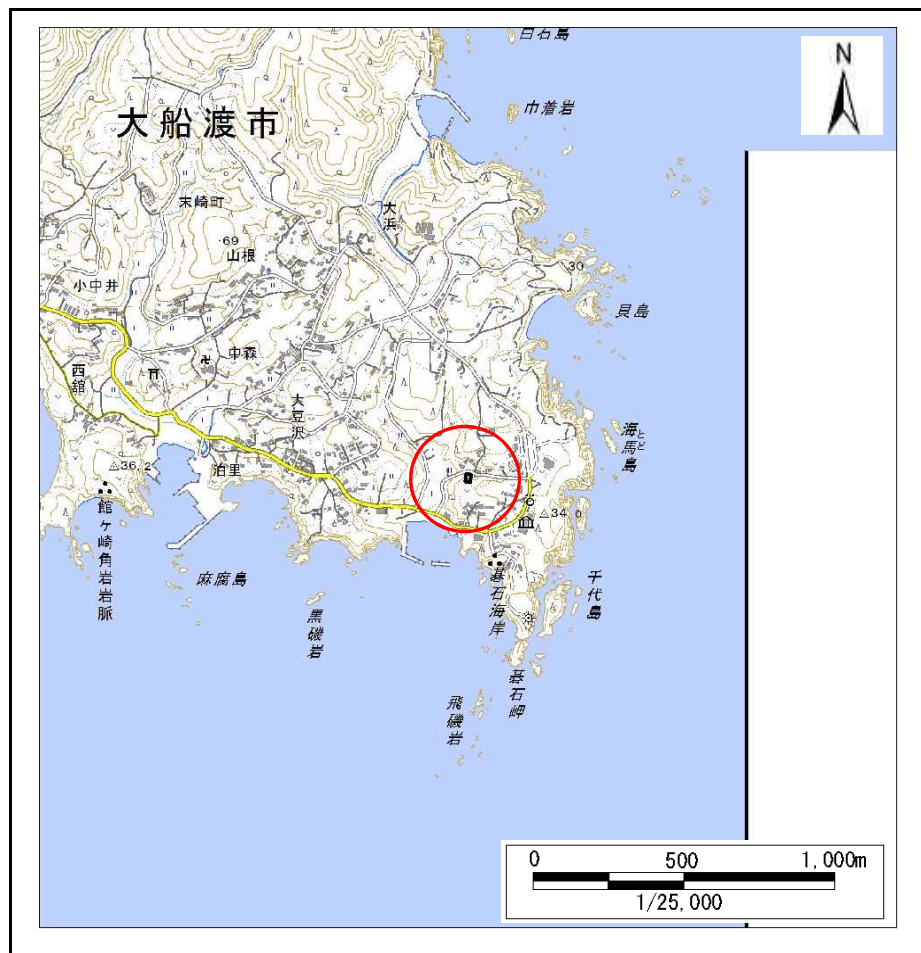 白石島
N
巾着岩
大船渡市
末崎町
大浜
・69
山根
30
小中井
貝島
中森
西舘
大豆沢
海馬島
とど
△36.2
泊里
△34.0
館ヶ崎角岩岩脈
麻腐島
黒磯岩
碁石海岸
千代島
碁石岬
飛磯岩
0 500 1,000m
1/25,000